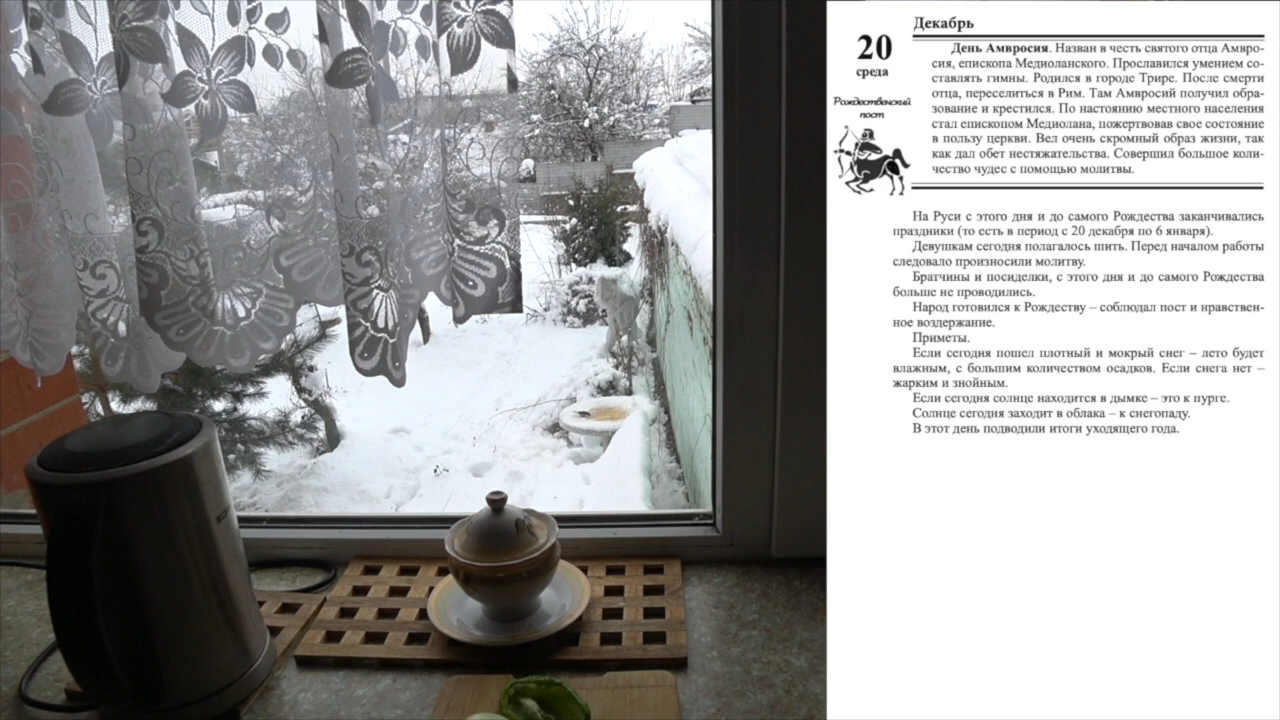 Декабрь
20
среда
Рождественский
пост
День Амвросия. Назван в честь святого отца Амвро-
сия, епископа Медиоланского. Прославился умением со-
ставлять гимны. Родился в городе Трире. После смерти
отца, переселиться в Рим. Там Амвросий получил обра-
зование и крестился. По настоянию местного населения
стал епископом Медиолана, пожертвовав свое состояние
в пользу церкви. Вел очень скромный образ жизни, так
как дал обет нестяжательства. Совершил большое коли-
чество чудес с помощью молитвы.
На Руси с этого дня и до самого Рождества заканчивались
праздники (то есть в период с 20 декабря по 6 января).
Девушкам сегодня полагалось шить. Перед началом работы
следовало произносили молитву.
Братчины и посиделки, с этого дня и до самого Рождества
больше не проводились.
Народ готовился к Рождеству – соблюдал пост и нравствен-
ное воздержание.
Приметы.
Если сегодня пошел плотный и мокрый снег – лето будет
влажным, с большим количеством осадков. Если снега нет –
жарким и знойным.
Если сегодня солнце находится в дымке – это к пурге.
Солнце сегодня заходит в облака – к снегопаду.
В этот день подводили итоги уходящего года.